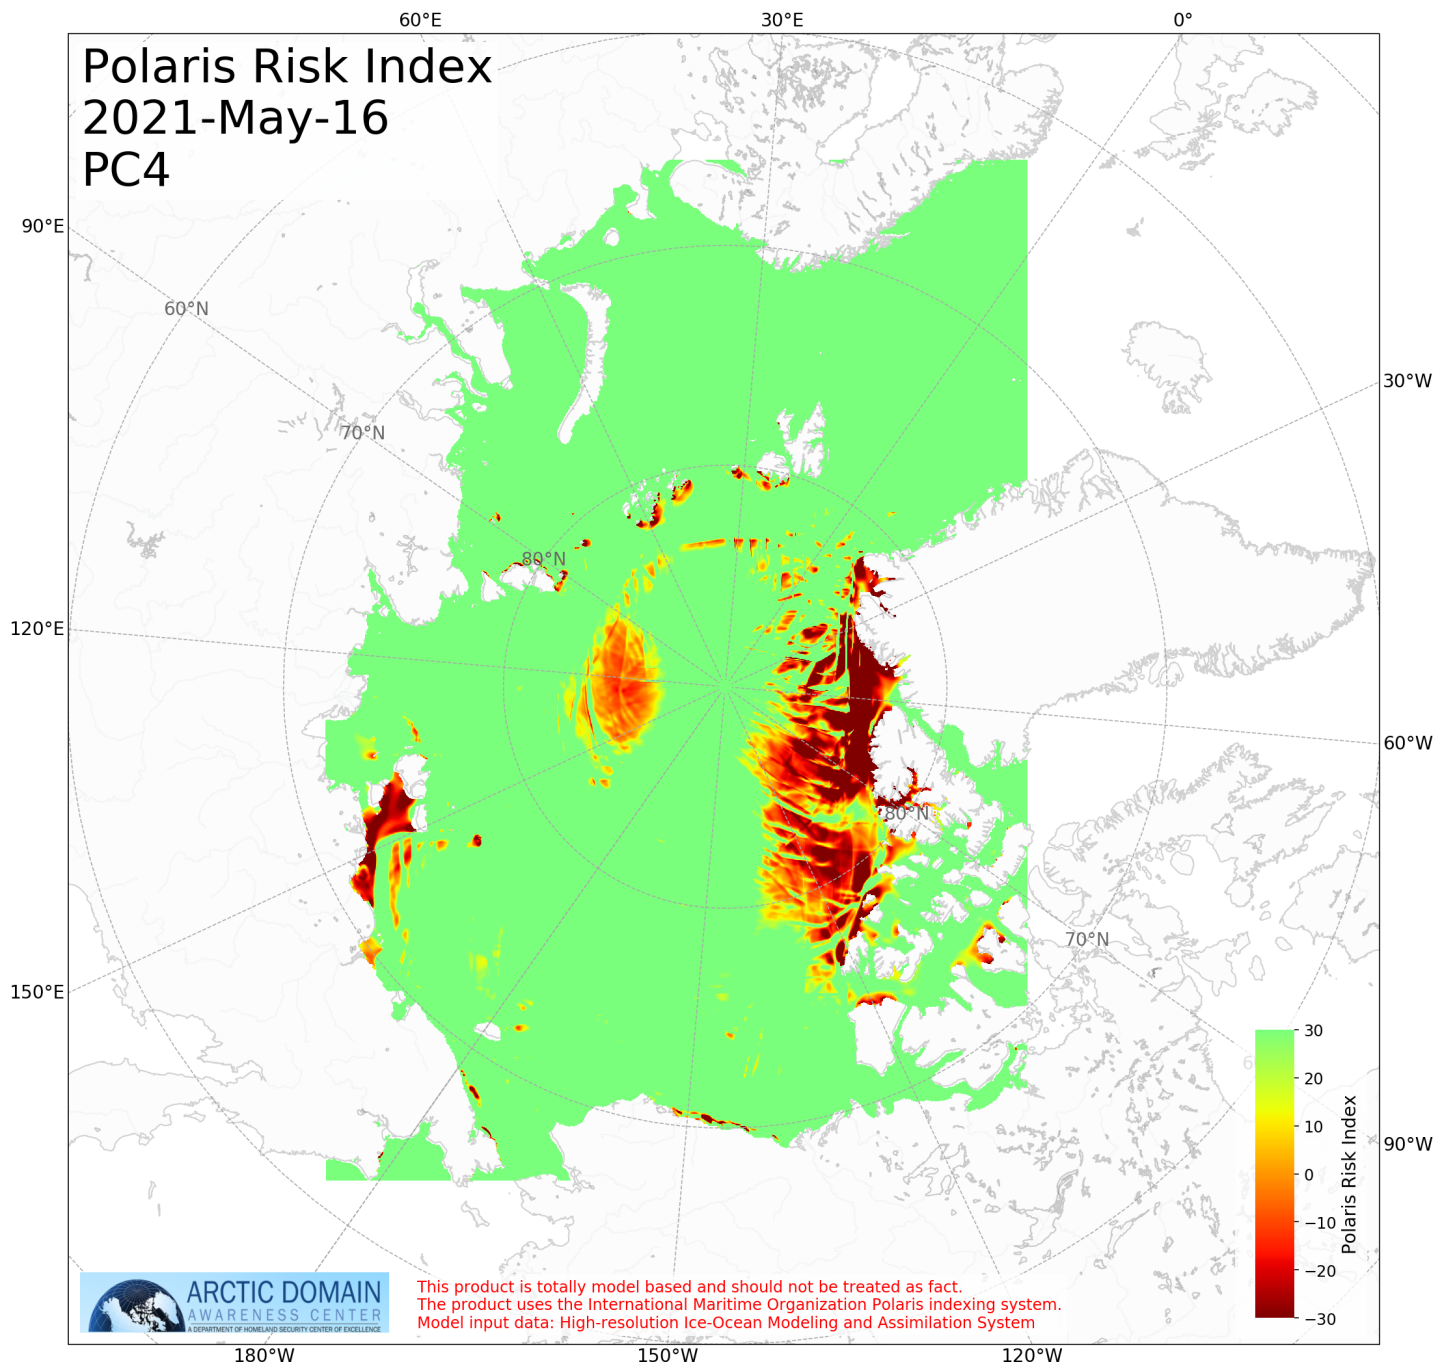 60°E
30°E
0°
Polaris Risk Index
2021-May-16
PC4
90°E
60°N
30°W
70°N
80°N
120°E
60°W
80°N
70°N
150°E
30
20
10
0
−10
−20
−30
Polaris Risk Index
90°W
ARCTIC DOMAIN
AWARENESS CENTER
A DEPARTMENT OF HOMELAND SECURITY CENTER OF EXCELLENCE
This product is totally model based and should not be treated as fact.
The product uses the International Maritime Organization Polaris indexing system.
Model input data: High-resolution Ice-Ocean Modeling and Assimilation System
180°W
150°W
120°W